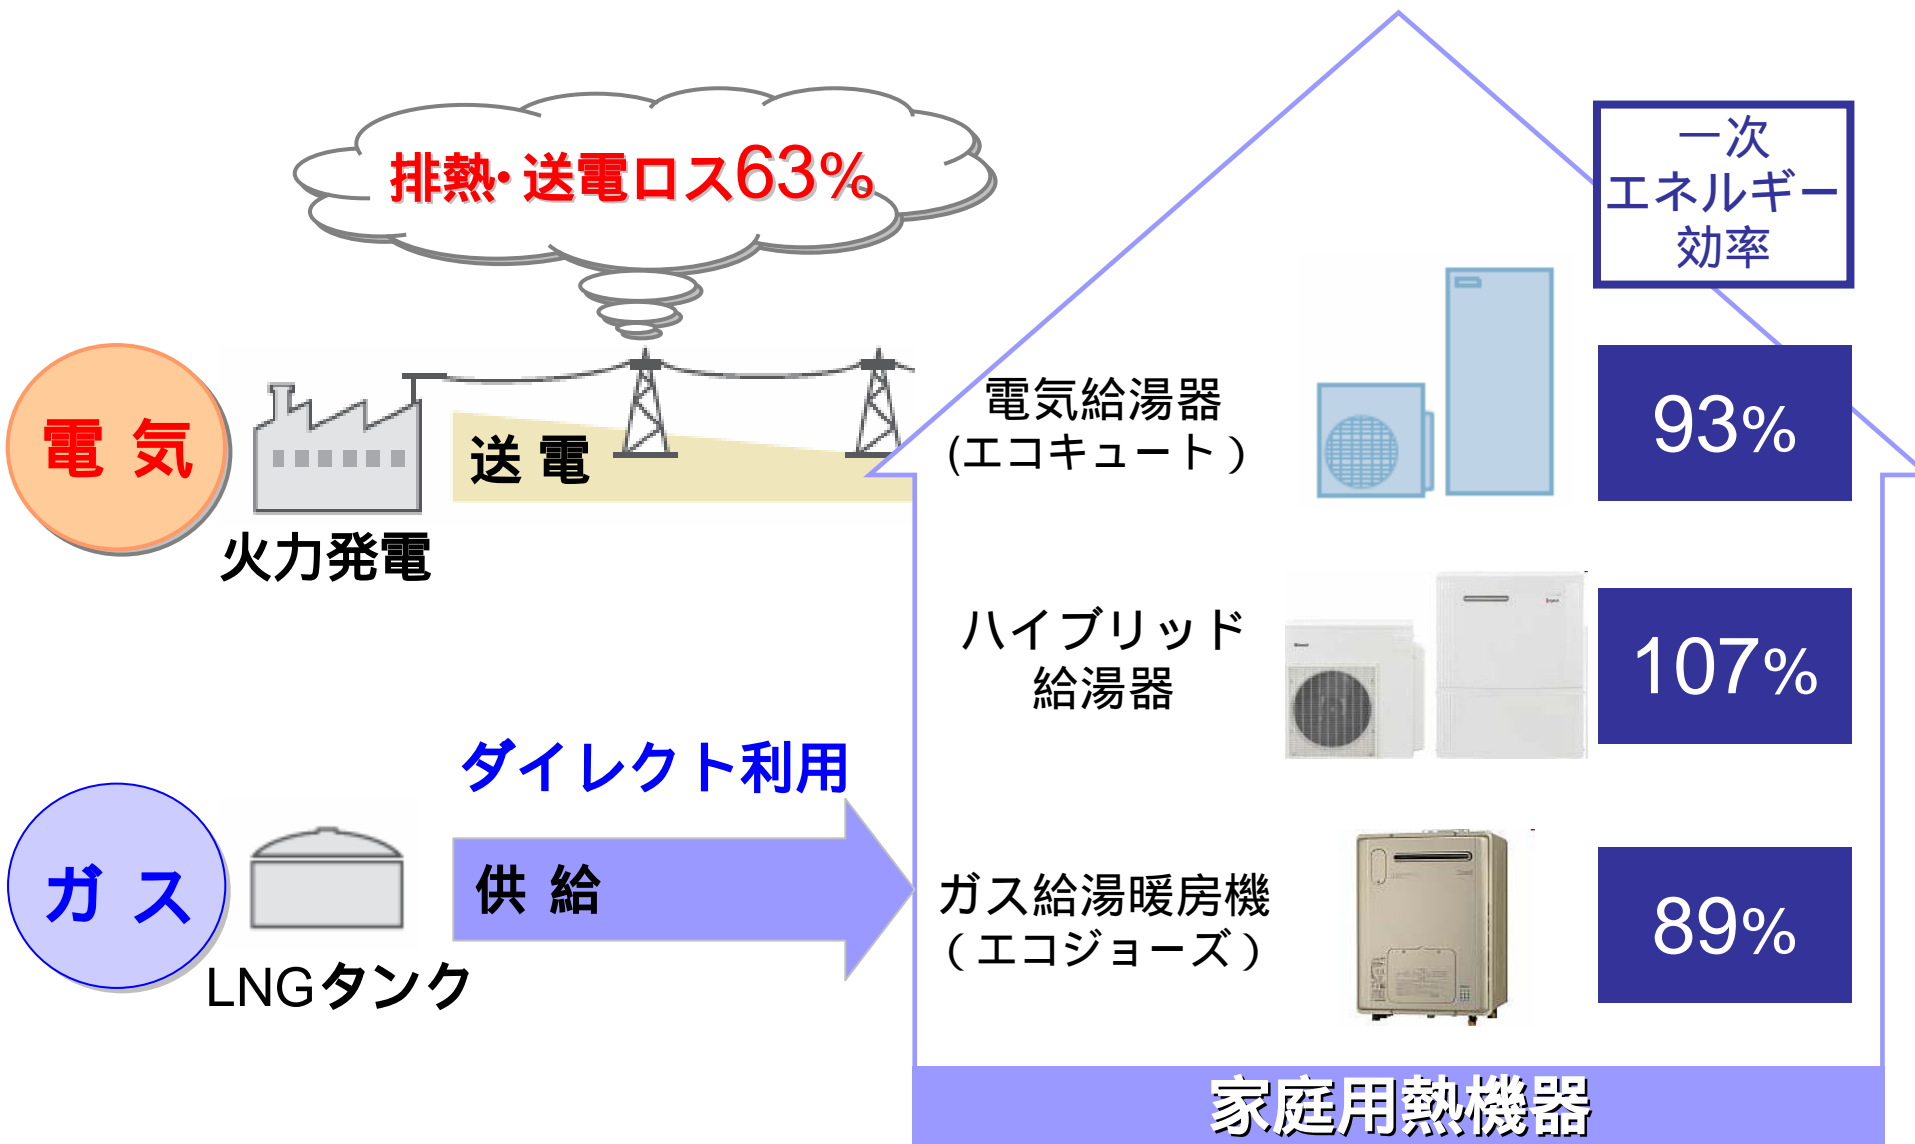 排熱・送電ロス63%
一次
エネルギー
効率
電気
火力発電
送電
電気給湯器
(エコキュート)
93%
ハイブリッド
給湯器
107%
ダイレクト利用
ガス
LNGタンク
供給
ガス給湯暖房機
(エコジョーズ)
89%
家庭用熱機器